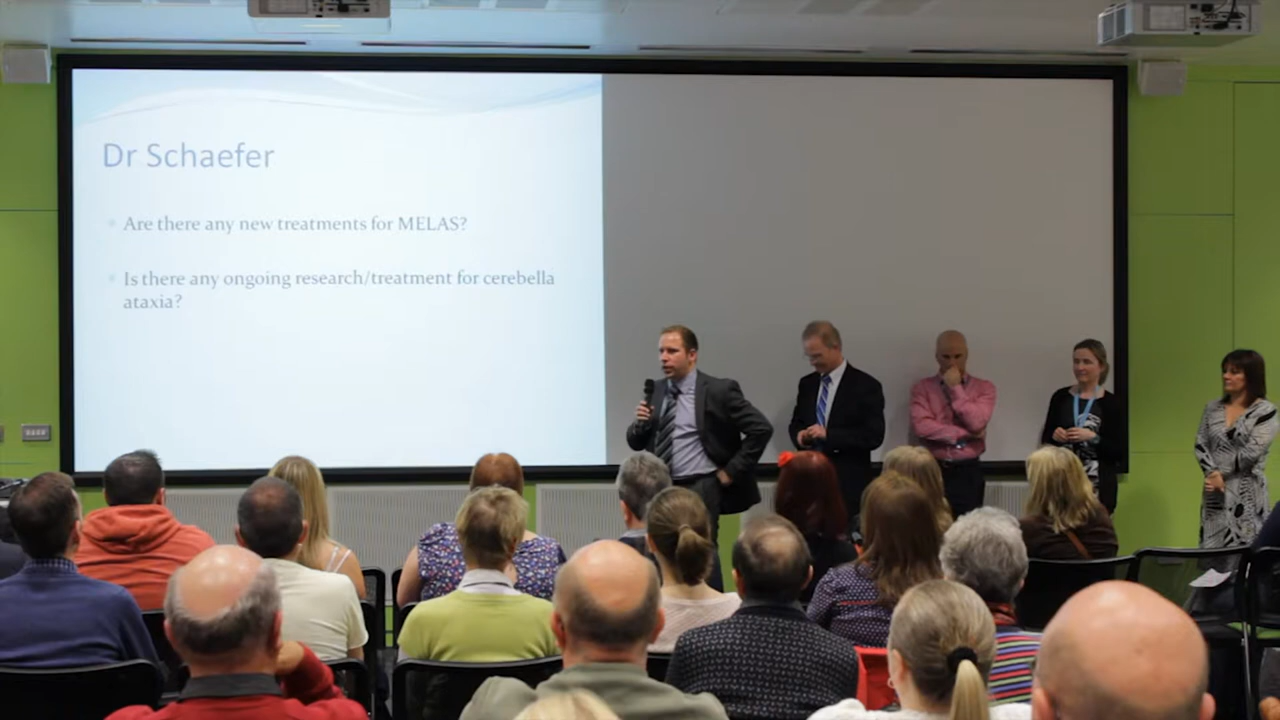 Dr Schaefer
Are there any new treatments for MELAS?
Is there any ongoing research/treatment for cerebella
ataxia?